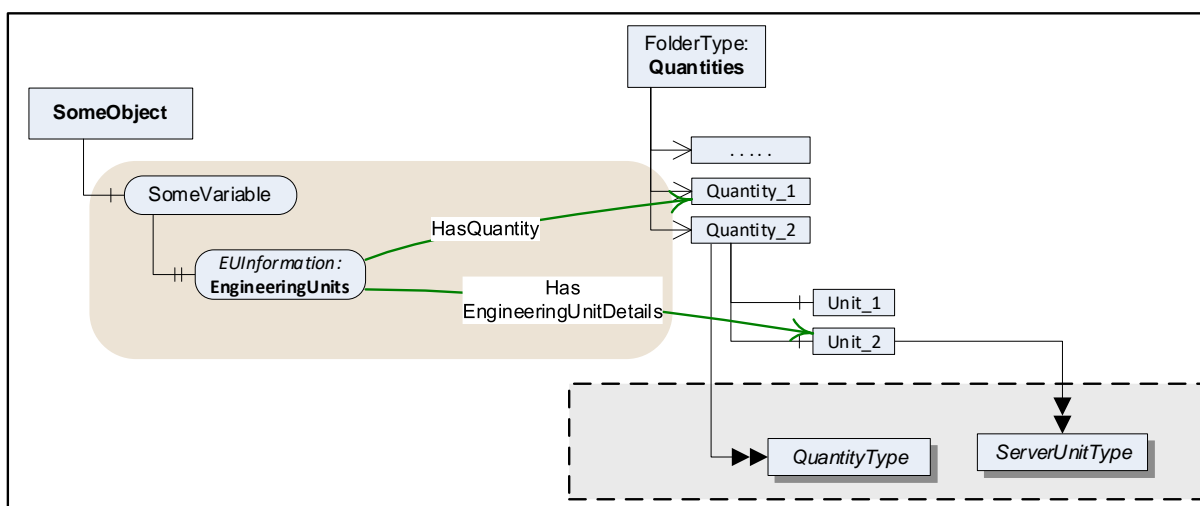 FolderType:
Quantities
SomeObject
. . . . .
SomeVariable
Quantity_1
HasQuantity
Quantity_2
EUInformation:
EngineeringUnits
Has
EngineeringUnitDetails
Unit_1
Unit_2
QuantityType
ServerUnitType